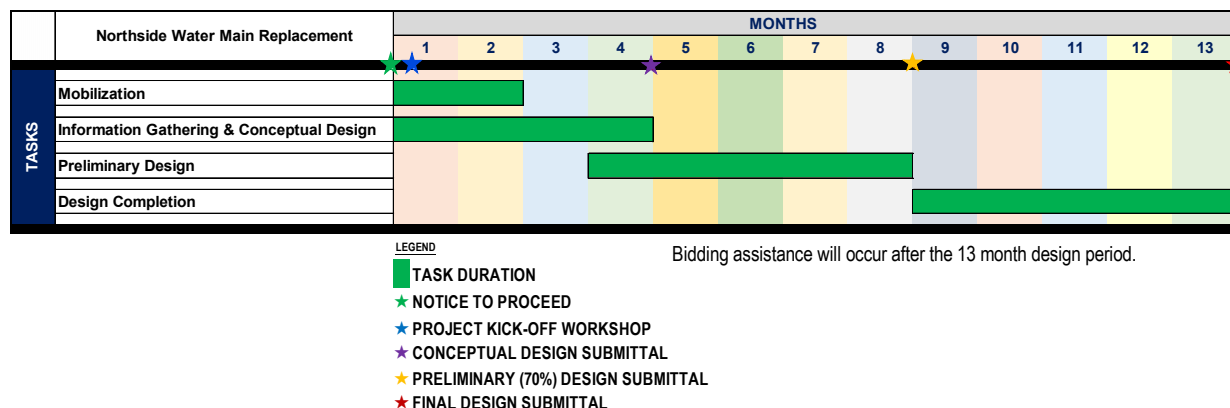 Northside Water Main Replacement
MONTHS
1 2 3 4 5 6 7 8 9 10 11 12 13
TASKS
Mobilization
Information Gathering & Conceptual Design
Preliminary Design
Design Completion
LEGEND
TASK DURATION
NOTICE TO PROCEED
PROJECT KICK-OFF WORKSHOP
CONCEPTUAL DESIGN SUBMITTAL
PRELIMINARY (70%) DESIGN SUBMITTAL
FINAL DESIGN SUBMITTAL
Bidding assistance will occur after the 13 month design period.